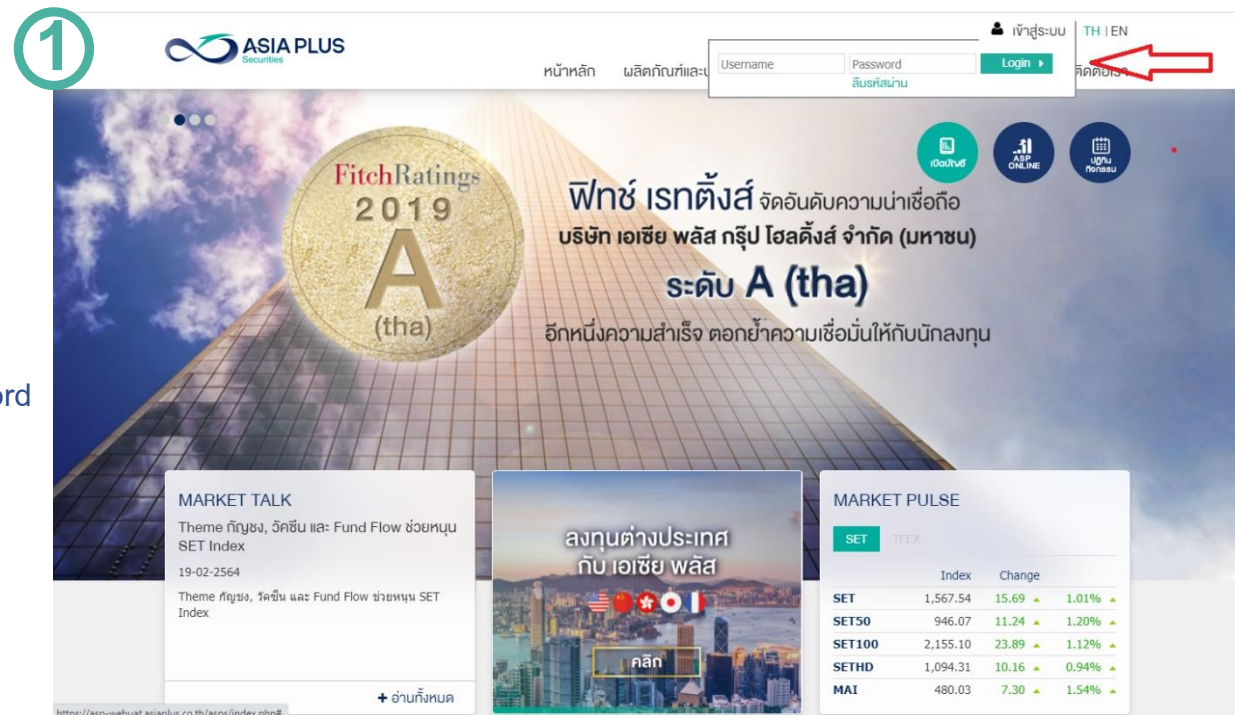 1
ASIA PLUS
Securities
เข้าสู่ระบบ
TH | EN
หน้าหลัก
Username
Password
Login
ลืมรหัสผ่าน
เปิดบัญชี
ASP
ONLINE
ปฏิทิน
กิจกรรม
FitchRatings
2019
A
(tha)
ฟิทช์ เรทติ้งส์ จัดอันดับความน่าเชื่อถือ
บริษัท เอเซีย พลัส กรุ๊ป โฮลดิ้งส์ จำกัด (มหาชน)
ระดับ A (tha)
อีกหนึ่งความสำเร็จ ตอกย้ำความเชื่อมั่นให้กับนักลงทุน
ord
MARKET TALK
Theme กัญชง, วัคซีน และ Fund Flow ช่วยหนุน
SET Index
19-02-2564
Theme กัญชง, วัคซีน และ Fund Flow ช่วยหนุน SET
Index
+ อ่านทั้งหมด
ลงทุนต่างประเทศ
กับ เอเซีย พลัส
คลิก
MARKET PULSE
SET TFEX
Index Change
SET 1,567.54 15.69 1.01%
SET50 946.07 11.24 1.20%
SET100 2,155.10 23.89 1.12%
SETHD 1,094.31 10.16 0.94%
MAI 480.03 7.30 1.54%